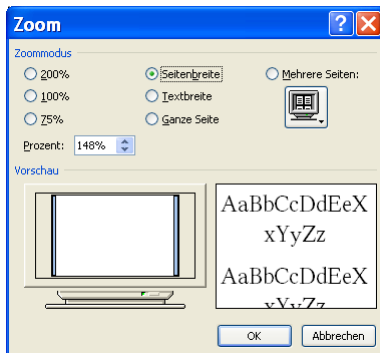 Zoom
Zoommodus
200% Seitenbreite Mehrere Seiten:
100% Textbreite
75% Ganze Seite
Prozent: 148%
Vorschau
AaBbCcDdEeX
xYyZz
AaBbCcDdEeX
xYyZz
OK Abbrechen